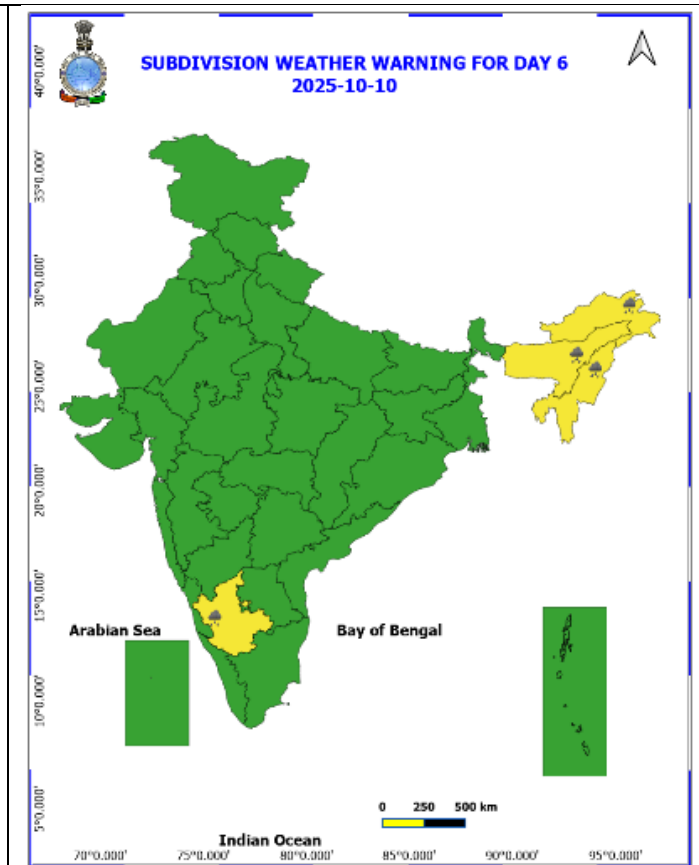 SUBDIVISION WEATHER WARNING FOR DAY 6
2025-10-10
40°0.000'
35°0.000'
30°0.000'
25°0.000'
20°0.000'
15°0.000'
Arabian Sea
Bay of Bengal
10°0.000'
0 250 500 km
5°0.000'
Indian Ocean
70°0.000' 75°0.000' 80°0.000' 85°0.000' 90°0.000' 95°0.000'